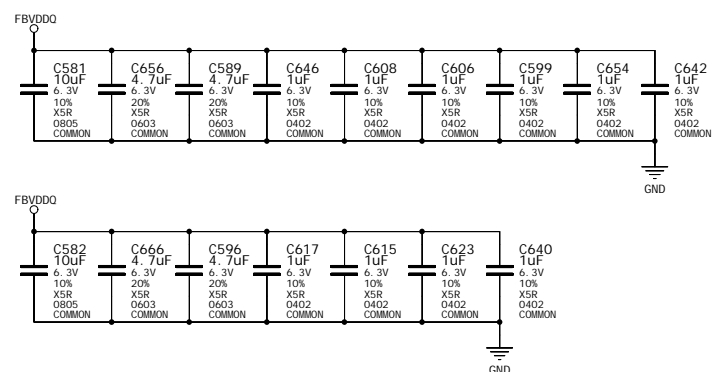 FBVDDQ
C581
10uF
6.3V
10%
X5R
0805
COMMON
C656
4.7uF
6.3V
20%
X5R
0603
COMMON
C589
4.7uF
6.3V
20%
X5R
0603
COMMON
C646
1uF
6.3V
10%
X5R
0402
COMMON
C608
1uF
6.3V
10%
X5R
0402
COMMON
C606
1uF
6.3V
10%
X5R
0402
COMMON
C599
1uF
6.3V
10%
X5R
0402
COMMON
C654
1uF
6.3V
10%
X5R
0402
COMMON
C642
1uF
6.3V
10%
X5R
0402
COMMON
GND
FBVDDQ
C582
10uF
6.3V
10%
X5R
0805
COMMON
C666
4.7uF
6.3V
20%
X5R
0603
COMMON
C596
4.7uF
6.3V
20%
X5R
0603
COMMON
C617
1uF
6.3V
10%
X5R
0402
COMMON
C615
1uF
6.3V
10%
X5R
0402
COMMON
C623
1uF
6.3V
10%
X5R
0402
COMMON
C640
1uF
6.3V
10%
X5R
0402
COMMON
GND